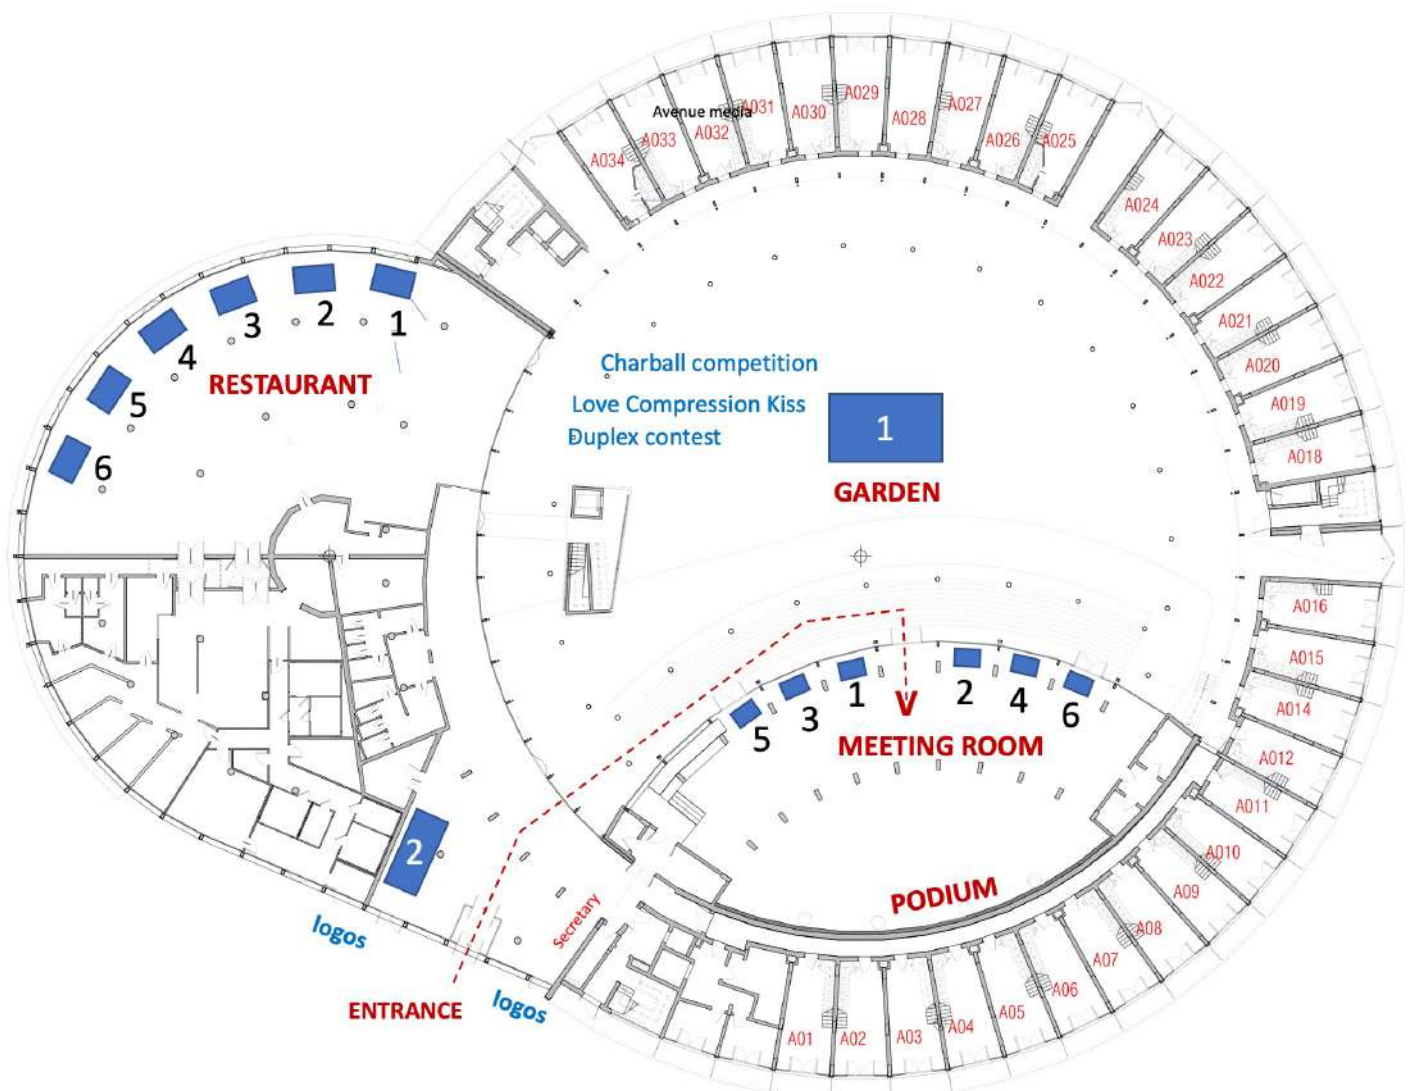 A034
A033
Avenue media
A032
A031
A030
A029
A028
A027
A026
A025
A024
A023
A022
A021
A020
A019
A018
1
2
3
4
5
6
RESTAURANT
Charball competition
Love Compression Kiss
Duplex contest
1
GARDEN
A016
A015
A014
A012
A011
A010
A09
A08
A07
A06
A05
A04
A03
A02
A01
5
3
1
2
4
6
MEETING ROOM
PODIUM
2
Secretary
logos
ENTRANCE
logos